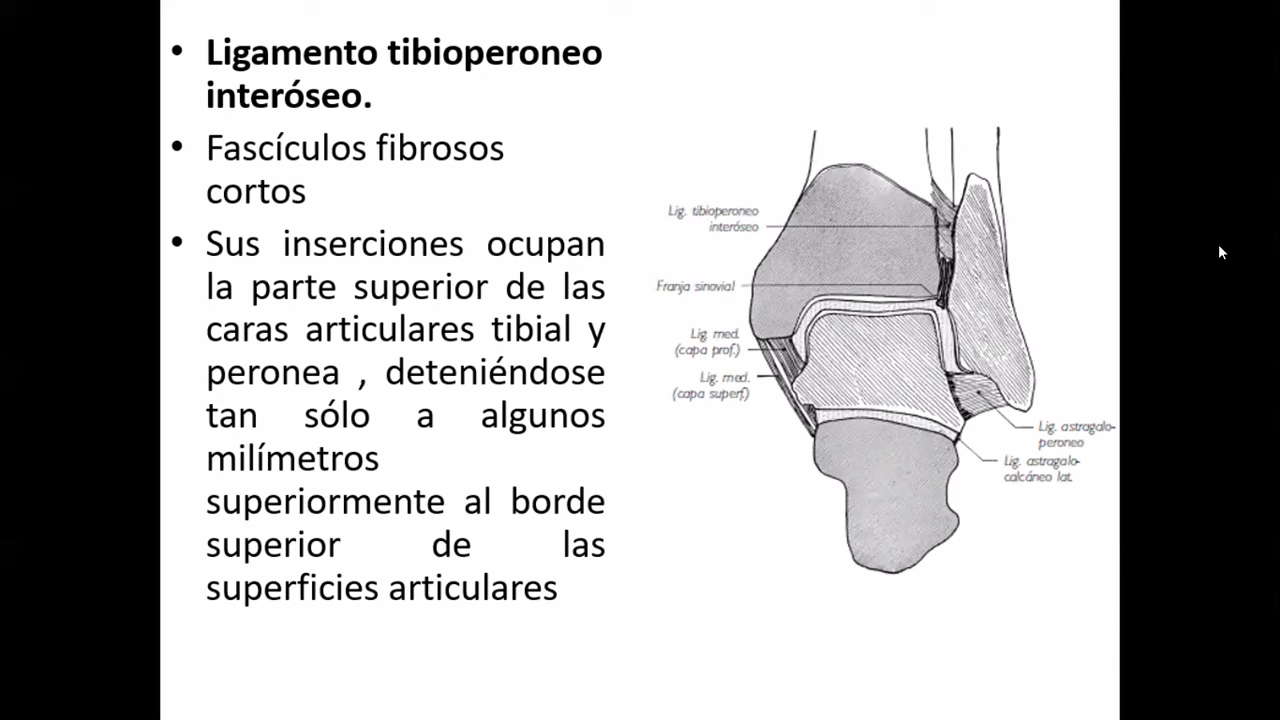 • Ligamento tibioperoneo
interóseo.
• Fascículos fibrosos
cortos
• Sus inserciones ocupan
la parte superior de las
caras articulares tibial y
peronea , deteniéndose
tan sólo a algunos
milímetros
superiormente al borde
superior de las
superficies articulares
Lig. tibioperoneo
interóseo
Franja sinovial
Lig. med.
(capa prof.)
Lig. med.
(capa superf.)
Lig. astragalo-
peroneo
Lig. astragalo-
calcáneo lat.